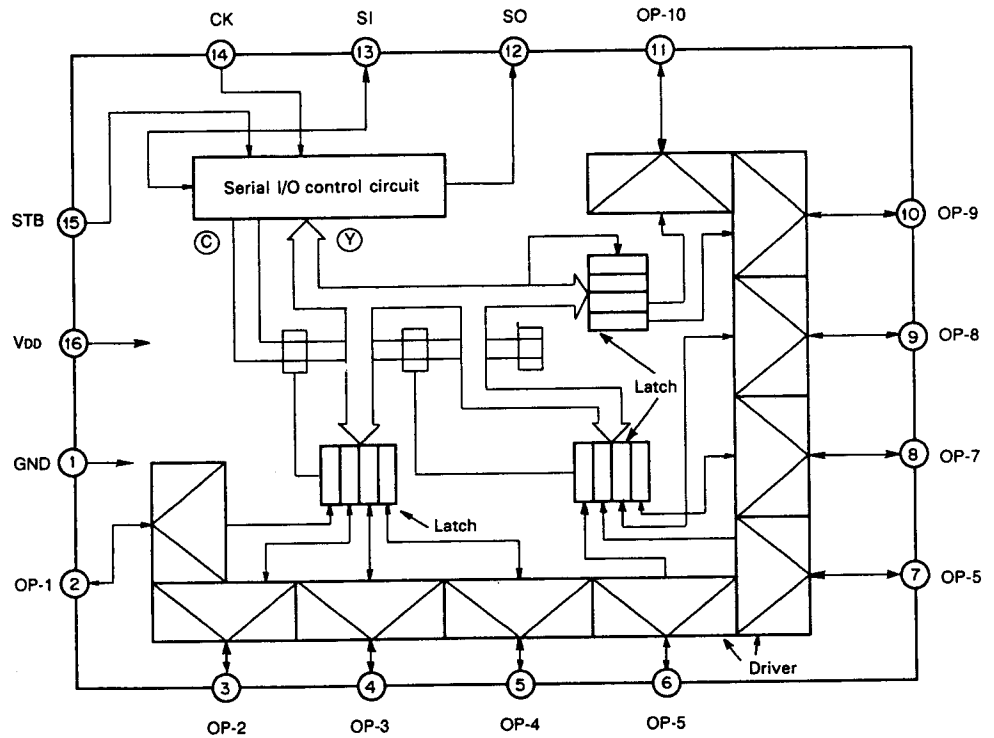 CK
SI
SO
OP-10
14
13
12
11
Serial I/O control circuit
STB
15
C
Y
10
OP-9
VDD
16
9
OP-8
Latch
GND
1
8
OP-7
Latch
OP-1
2
7
OP-5
Driver
3
4
5
6
OP-2
OP-3
OP-4
OP-5